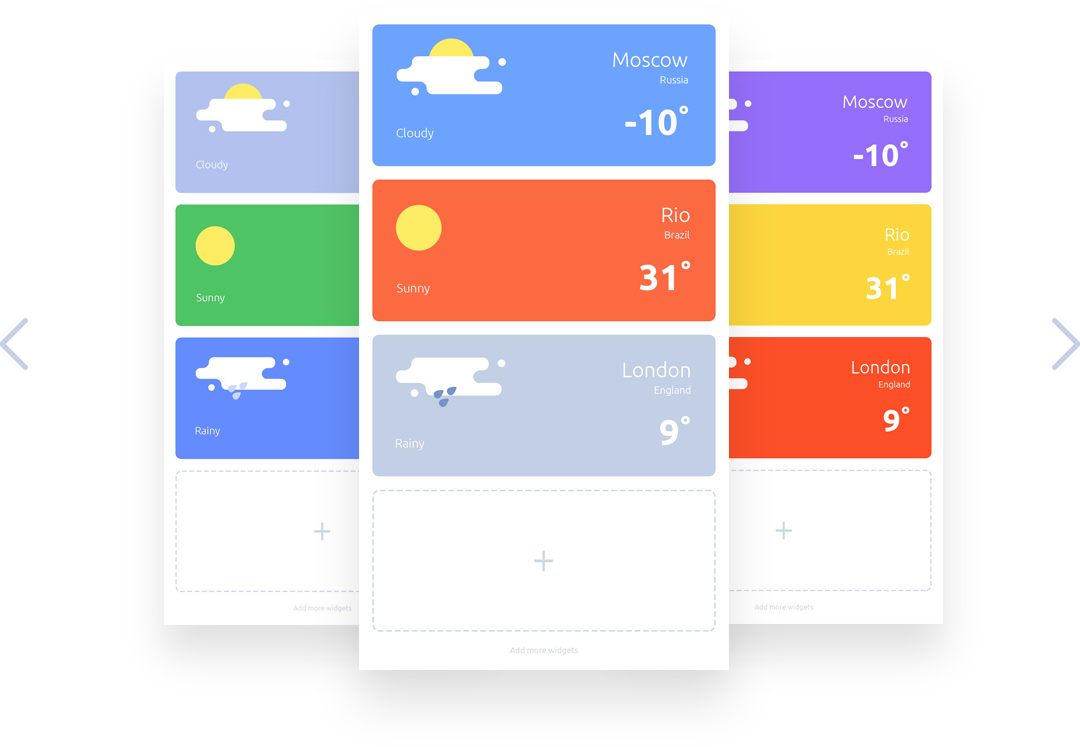 Cloudy
Sunny
Rainy
Add more widgets
Moscow
Russia
-10°
Cloudy
Rio
Brazil
31°
Sunny
London
England
9°
Rainy
Add more widgets
Moscow
Russia
-10°
Rio
Brazil
31°
London
England
9°
Add more widgets